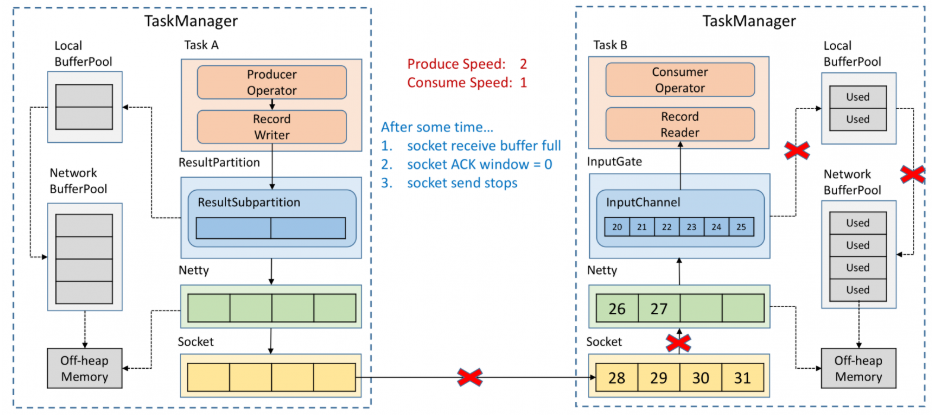 TaskManager
Local
BufferPool
Task A
Producer
Operator
Record
Writer
ResultPartition
Network
BufferPool
ResultSubpartition
Netty
Socket
Off-heap
Memory
Produce Speed: 2
Consume Speed: 1
After some time...
1. socket receive buffer full
2. socket ACK window = 0
3. socket send stops
TaskManager
Task B
Consumer
Operator
Record
Reader
Local
BufferPool
Used
Used
InputGate
InputChannel
20 21 22 23 24 25
Network
BufferPool
Used
Used
Used
Used
Netty
26 27
Socket
28 29 30 31
Off-heap
Memory